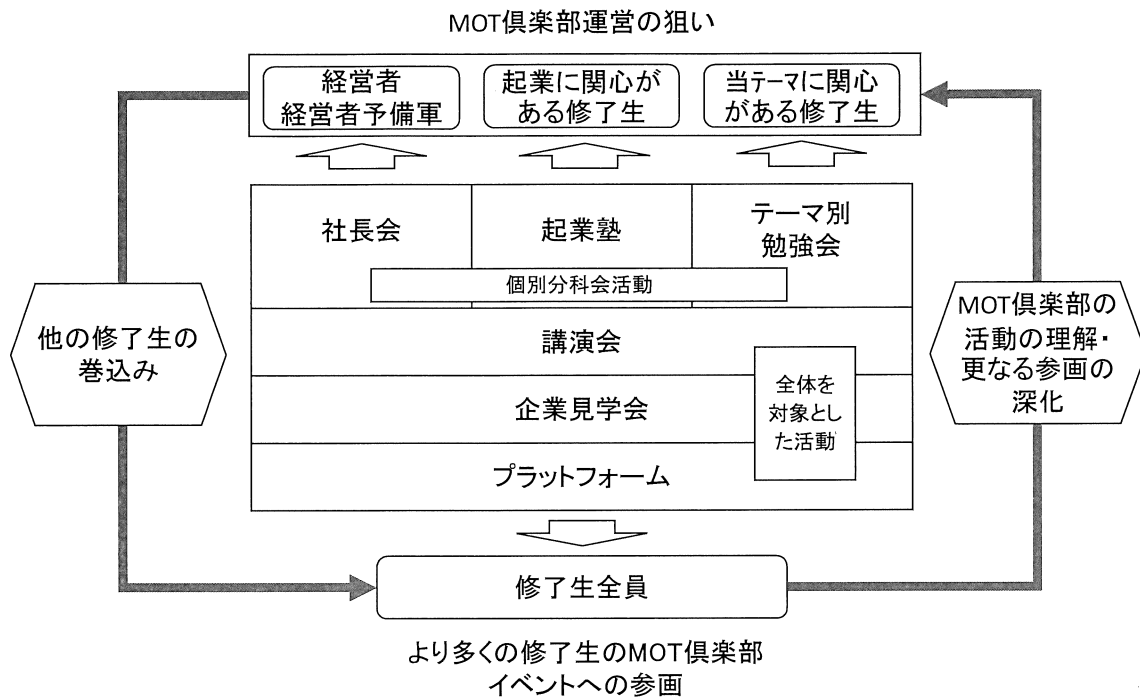 MOT倶楽部運営の狙い
経営者
経営者予備軍
起業に関心が
ある修了生
当テーマに関心
がある修了生
社長会
起業塾
テーマ別
勉強会
個別分科会活動
他の修了生の
巻込み
MOT倶楽部の
活動の理解・
更なる参画の
深化
講演会
企業見学会
プラットフォーム
全体を
対象とし
た活動
修了生全員
より多くの修了生のMOT倶楽部
イベントへの参画